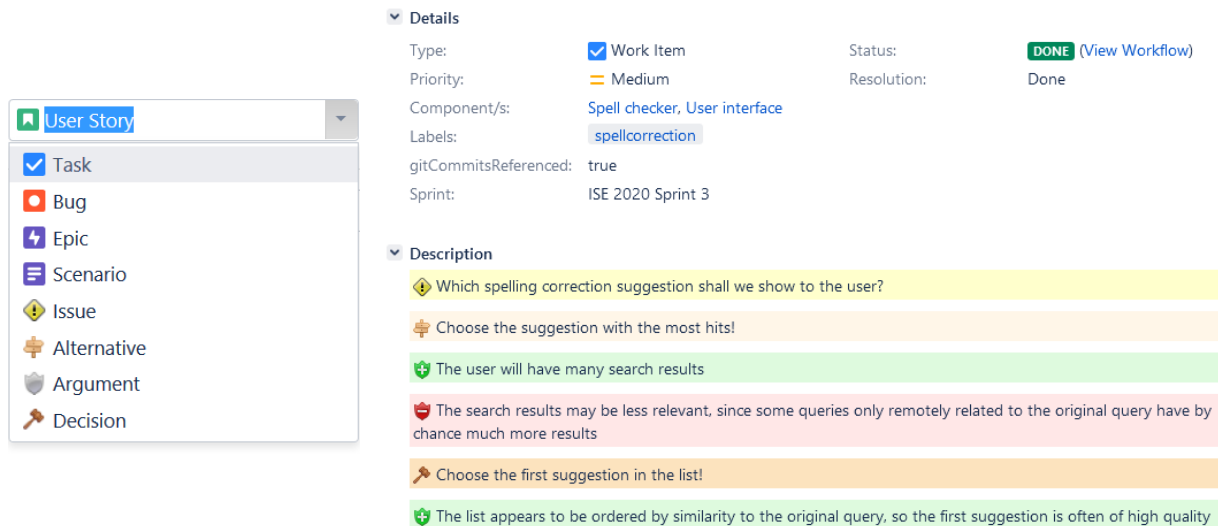 User Story
Task
Bug
Epic
Scenario
Issue
Alternative
Argument
Decision
Details
Type: Work Item Status: DONE (View Workflow)
Priority: Medium Resolution: Done
Component/s: Spell checker, User interface
Labels: spellcorrection
gitCommitsReferenced: true
Sprint: ISE 2020 Sprint 3
Description
Which spelling correction suggestion shall we show to the user?
Choose the suggestion with the most hits!
The user will have many search results
The search results may be less relevant, since some queries only remotely related to the original query have by
chance much more results
Choose the first suggestion in the list!
The list appears to be ordered by similarity to the original query, so the first suggestion is often of high quality